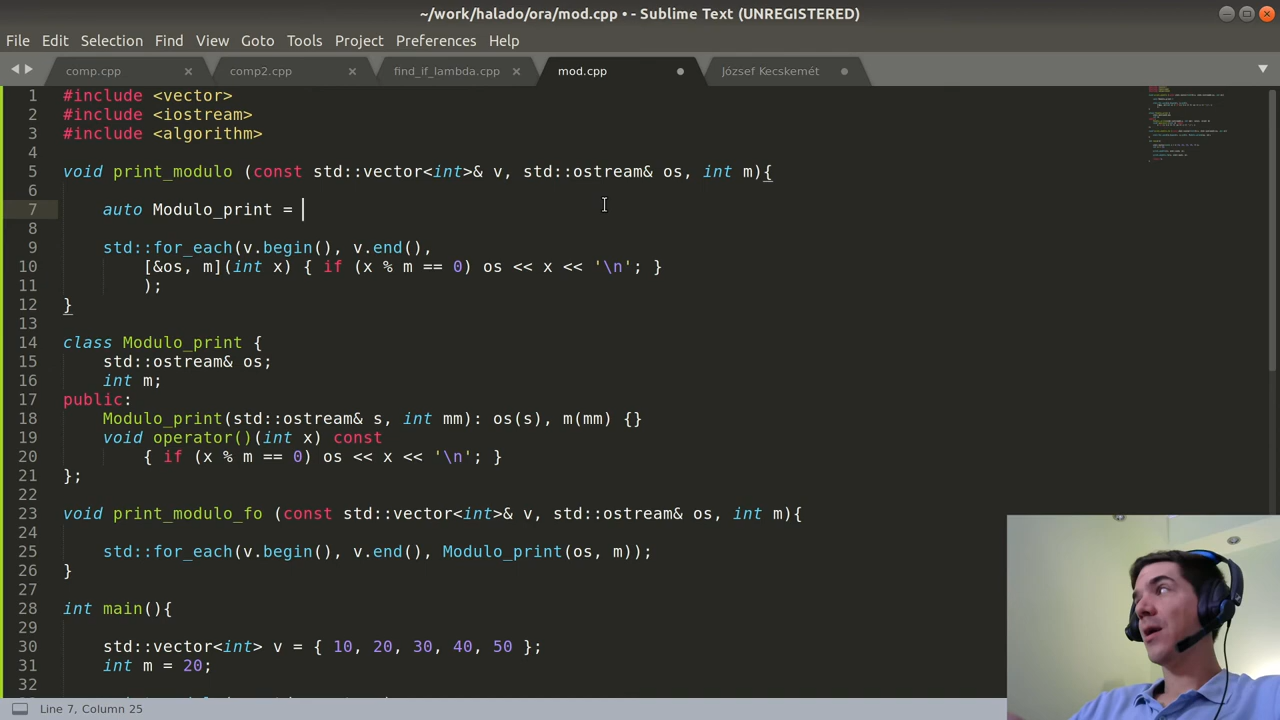 ~/work/halado/ora/mod.cpp • - Sublime Text (UNREGISTERED)
File Edit Selection Find View Goto Tools Project Preferences Help
comp.cpp comp2.cpp find_if_lambda.cpp mod.cpp József Kecskemét
1 #include <vector>
2 #include <iostream>
3 #include <algorithm>
4
5 void print_modulo (const std::vector<int>& v, std::ostream& os, int m){
6
7     auto Modulo_print =
8
9     std::for_each(v.begin(), v.end(),
10         [&os, m](int x) { if (x % m == 0) os << x << '\n'; }
11         );
12 }
13
14 class Modulo_print {
15     std::ostream& os;
16     int m;
17 public:
18     Modulo_print(std::ostream& s, int mm): os(s), m(mm) {}
19     void operator()(int x) const
20         { if (x % m == 0) os << x << '\n'; }
21 };
22
23 void print_modulo_fo (const std::vector<int>& v, std::ostream& os, int m){
24
25     std::for_each(v.begin(), v.end(), Modulo_print(os, m));
26 }
27
28 int main(){
29
30     std::vector<int> v = { 10, 20, 30, 40, 50 };
31     int m = 20;
32
Line 7, Column 25